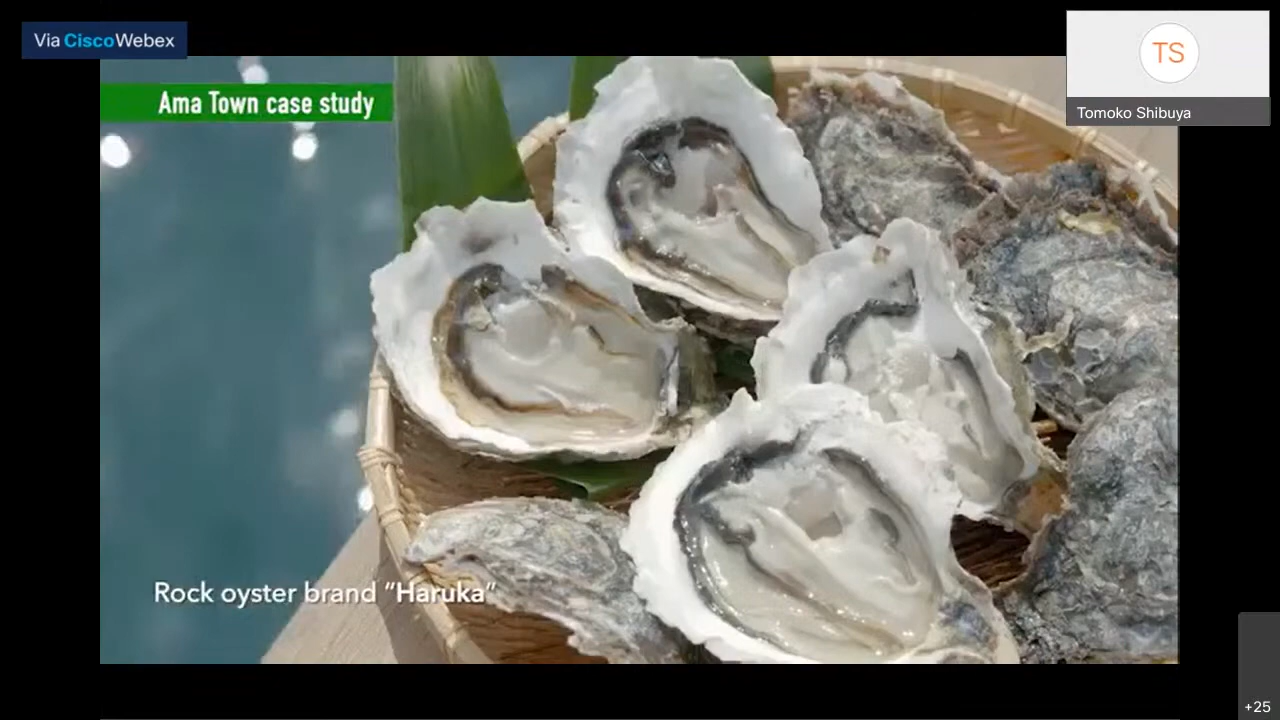 Via CiscoWebex
TS
Tomoko Shibuya
Ama Town case study
Rock oyster brand “Haruka”
+25